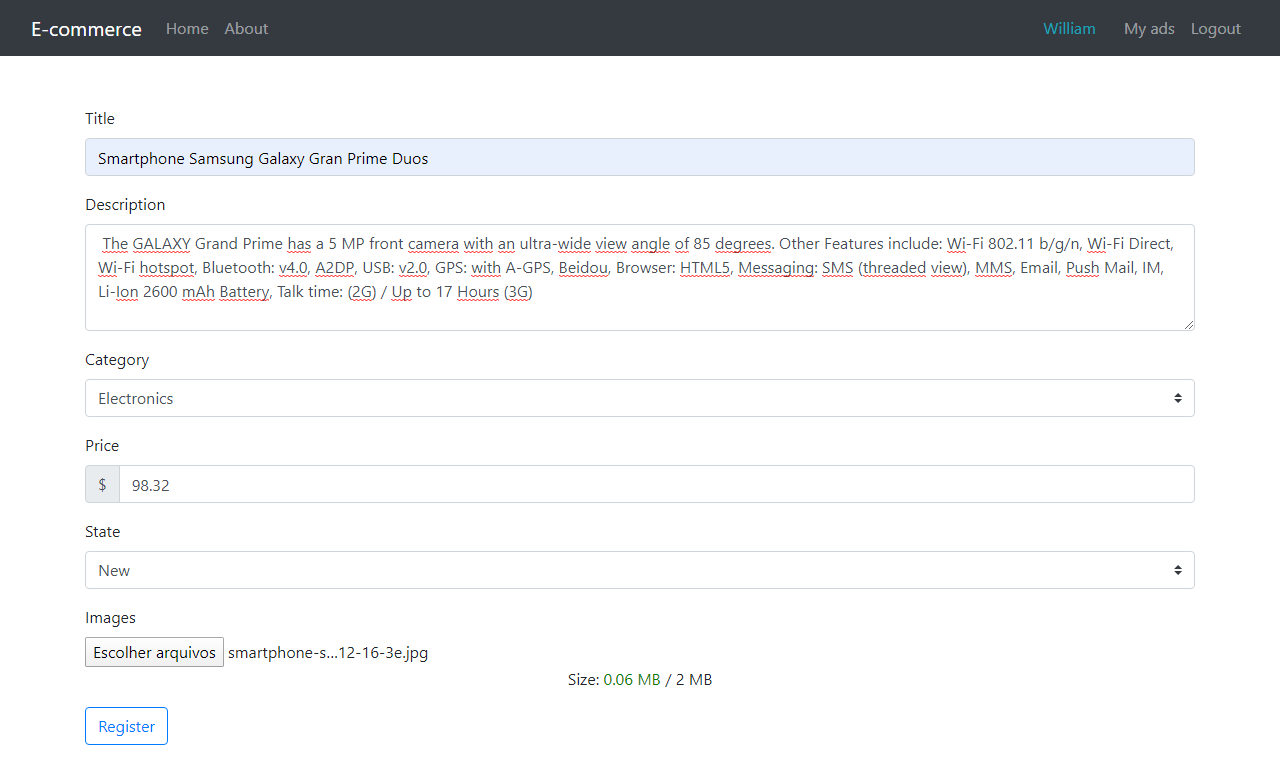 E-commerce Home About William My ads Logout
Title
Smartphone Samsung Galaxy Gran Prime Duos
Description
The GALAXY Grand Prime has a 5 MP front camera with an ultra-wide view angle of 85 degrees. Other Features include: Wi-Fi 802.11 b/g/n, Wi-Fi Direct,
Wi-Fi hotspot, Bluetooth: v4.0, A2DP, USB: v2.0, GPS: with A-GPS, Beidou, Browser: HTML5, Messaging: SMS (threaded view), MMS, Email, Push Mail, IM,
Li-Ion 2600 mAh Battery, Talk time: (2G) / Up to 17 Hours (3G)
Category
Electronics
Price
$ 98.32
State
New
Images
Escolher arquivos smartphone-s...12-16-3e.jpg
Size: 0.06 MB / 2 MB
Register